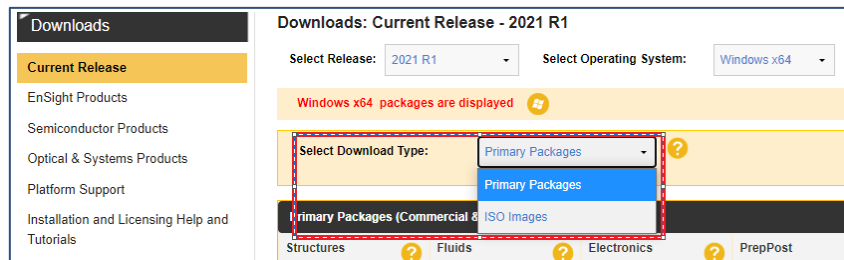 Downloads
Current Release
EnSight Products
Semiconductor Products
Optical & Systems Products
Platform Support
Installation and Licensing Help and
Tutorials
Downloads: Current Release - 2021 R1
Select Release: 2021 R1 Select Operating System: Windows x64
Windows x64 packages are displayed
Select Download Type: Primary Packages ?
Primary Packages
ISO Images
Primary Packages (Commercial &
Structures ? Fluids ? Electronics ? PrepPost